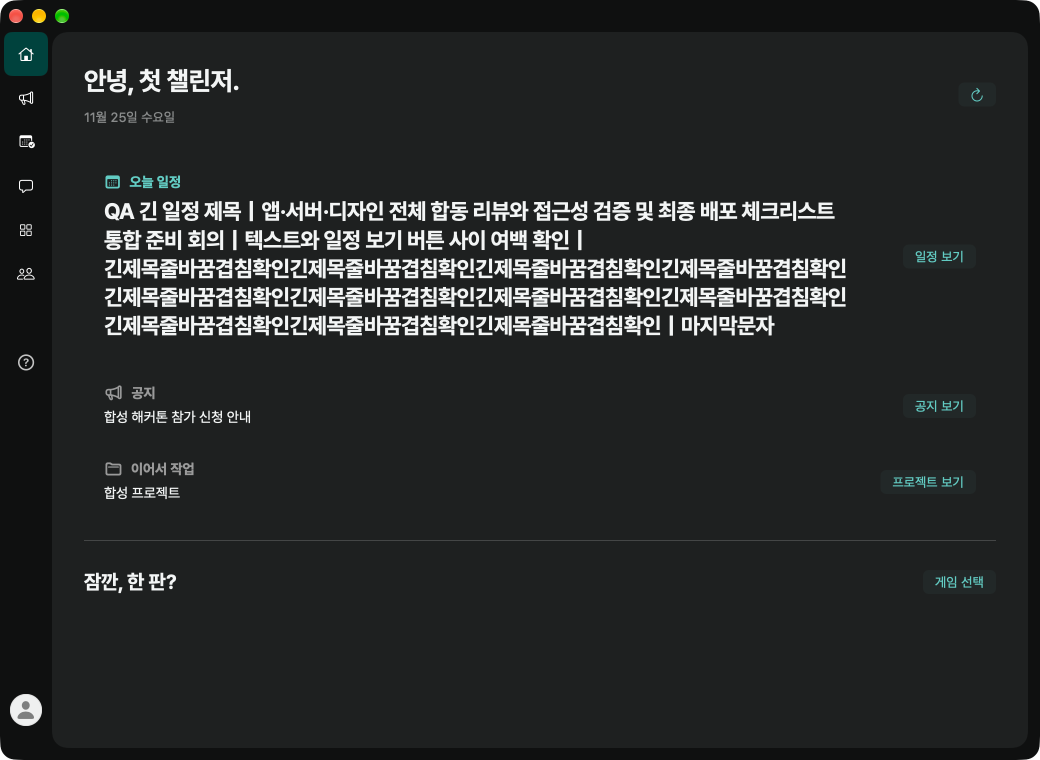 안녕, 첫 챌린저.
11월 25일 수요일
오늘 일정
QA 긴 일정 제목 | 앱·서버·디자인 전체 합동 리뷰와 접근성 검증 및 최종 배포 체크리스트
통합 준비 회의 | 텍스트와 일정 보기 버튼 사이 여백 확인 |
긴제목줄바꿈겹침확인긴제목줄바꿈겹침확인긴제목줄바꿈겹침확인긴제목줄바꿈겹침확인
긴제목줄바꿈겹침확인긴제목줄바꿈겹침확인긴제목줄바꿈겹침확인긴제목줄바꿈겹침확인
긴제목줄바꿈겹침확인긴제목줄바꿈겹침확인긴제목줄바꿈겹침확인 | 마지막문자
일정 보기
공지
합성 해커톤 참가 신청 안내
공지 보기
이어서 작업
합성 프로젝트
프로젝트 보기
잠깐, 한 판?
게임 선택